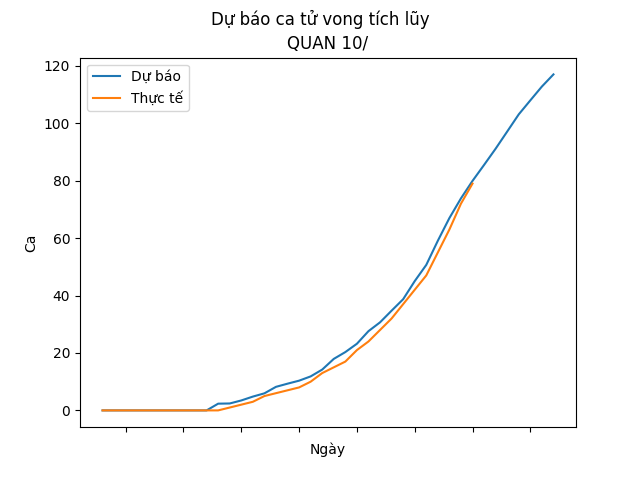 Dự báo ca tử vong tích lũy
QUAN 10/
Dự báo
Thực tế
120
100
80
60
40
20
0
Ca
Ngày